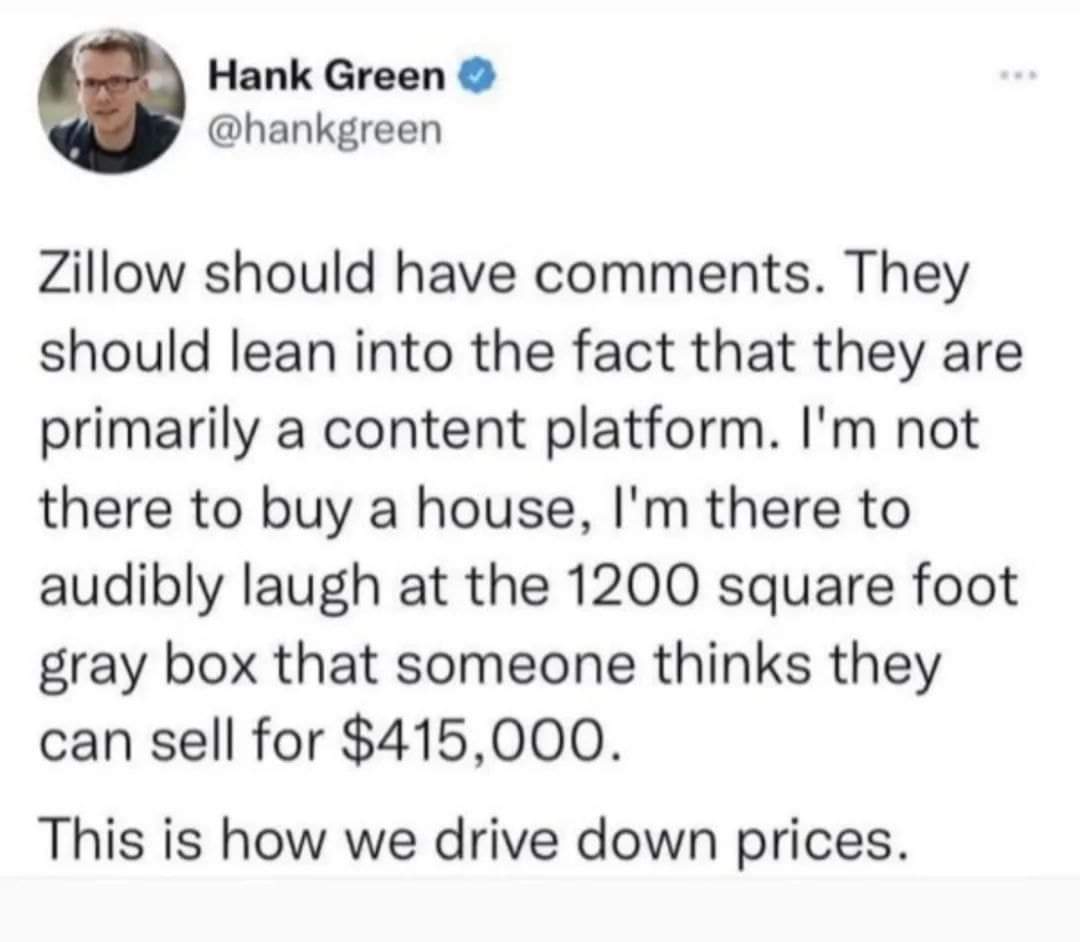 Hank Green
@hankgreen
Zillow should have comments. They
should lean into the fact that they are
primarily a content platform. I'm not
there to buy a house, I'm there to
audibly laugh at the 1200 square foot
gray box that someone thinks they
can sell for $415,000.
This is how we drive down prices.